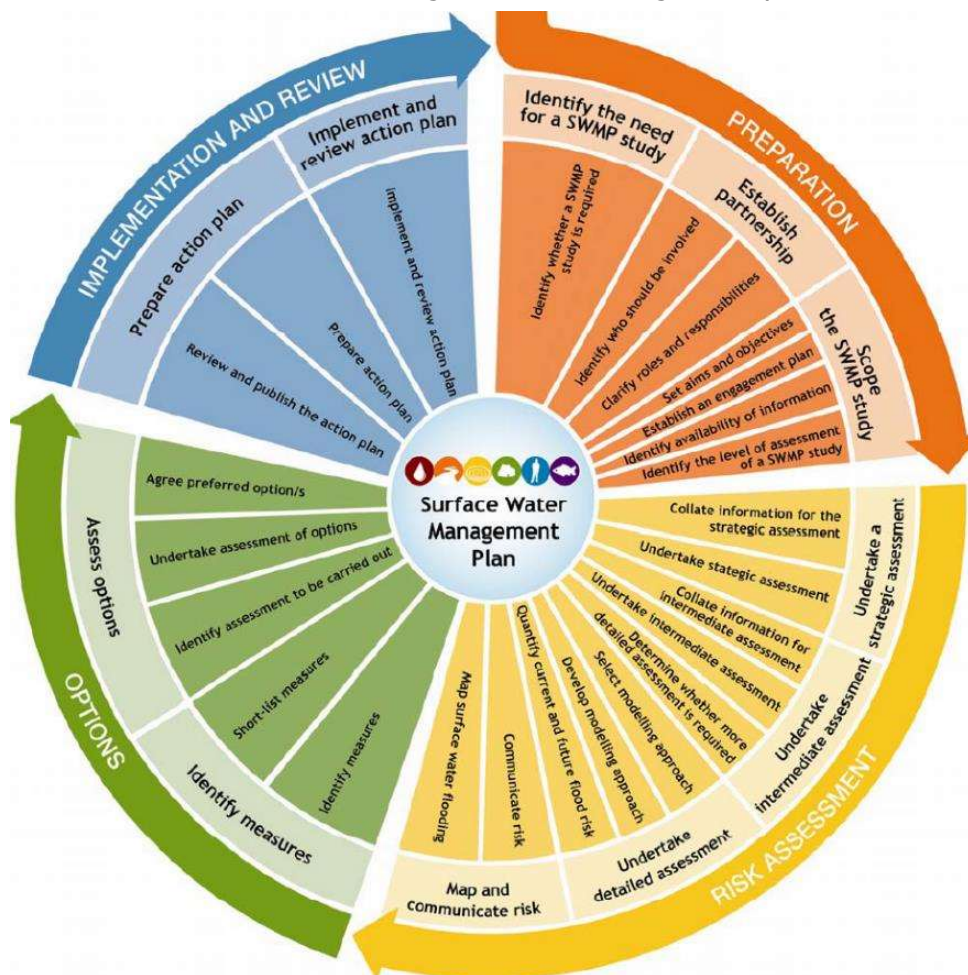 PREPARATION
Identify the need
for a SWMP study
Identify whether a SWMP
study is required
Establish
partnership
Identify who should be involved
Clarify roles and responsibilities
Scope
the SWMP study
Set aims and objectives
Establish an engagement plan
Identify availability of information
Identify the level of assessment
of a SWMP study
RISK ASSESSMENT
Undertake a
strategic assessment
Collate information for the
strategic assessment
Undertake stategic assessment
Undertake
intermediate assessment
Collate information for
intermediate assessment
Undertake intermediate assessment
Determine whether more
detailed assessment is required
Undertake
detailed assessment
Select modelling approach
Develop modelling approach
Quantify current and future flood risk
Map and
communicate risk
Communicate risk
Map surface water flooding
OPTIONS
Identify measures
Identify measures
Short-list measures
Assess options
Identify assessment to be carried out
Undertake assessment of options
Agree preferred option/s
IMPLEMENTATION AND REVIEW
Prepare action plan
Review and publish the action plan
Prepare action plan
Implement and
review action plan
Implement and review action plan
Surface Water
Management
Plan